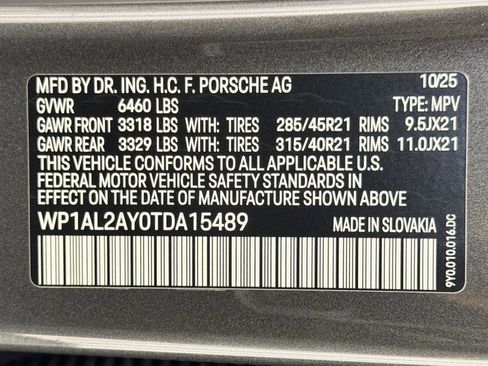 MFD BY DR. ING. H.C. F. PORSCHE AG 10/25
GVWR 6460 LBS TYPE: MPV
GAWR FRONT 3318 LBS WITH: TIRES 285/45R21 RIMS 9.5JX21
GAWR REAR 3329 LBS WITH: TIRES 315/40R21 RIMS 11.0JX21
THIS VEHICLE CONFORMS TO ALL APPLICABLE U.S.
FEDERAL MOTOR VEHICLE SAFETY STANDARDS IN
EFFECT ON THE DATE OF MANUFACTURE SHOWN ABOVE
WP1AL2AY0TDA15489 MADE IN SLOVAKIA
9Y0.010.016.DC